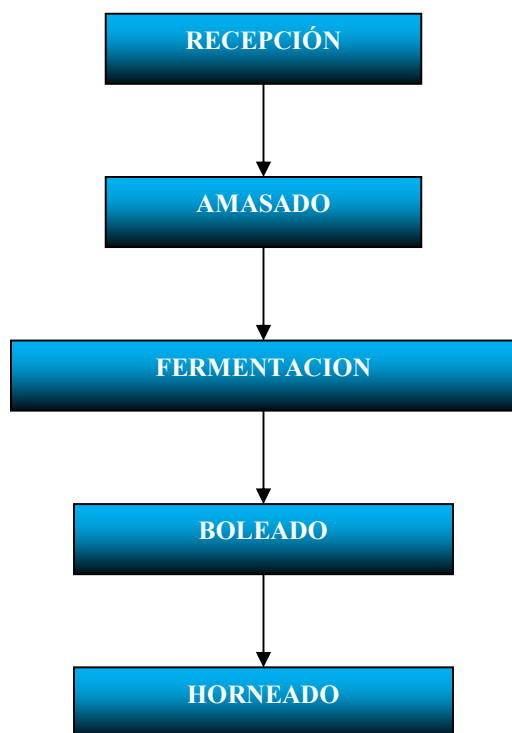 RECEPCIÓN
AMASADO
FERMENTACION
BOLEADO
HORNEADO